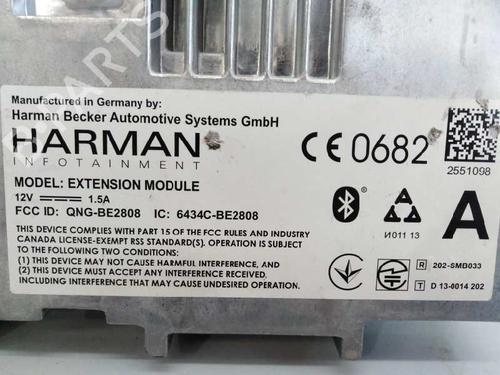 PARTS
Manufactured in Germany by:
Harman Becker Automotive Systems GmbH
HARMAN
INFOTAINMENT
CE 0682
2551098
MODEL: EXTENSION MODULE
12V 1.5A
FCC ID: QNG-BE2808 IC: 6434C-BE2808
И011 13
A
THIS DEVICE COMPLIES WITH PART 15 OF THE FCC RULES AND INDUSTRY
CANADA LICENSE-EXEMPT RSS STANDARD(S). OPERATION IS SUBJECT TO
THE FOLLOWING TWO CONDITIONS:
(1) THIS DEVICE MAY NOT CAUSE HARMFUL INTERFERENCE, AND
(2) THIS DEVICE MUST ACCEPT ANY INTERFERENCE RECEIVED,
INCLUDING INTERFERENCE THAT MAY CAUSE UNDESIRED OPERATION.
R 202-SMB033
T D 13-0014 202